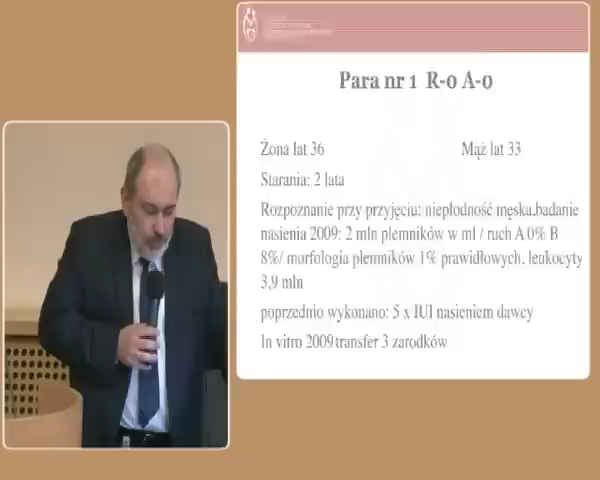 Para nr 1 R-o A-o
Żona lat 36 Mąż lat 33
Starania: 2 lata
Rozpoznanie przy przyjęciu: niepłodność męska.badanie
nasienia 2009: 2 mln plemników w ml / ruch A 0% B
8%/ morfologia plemników 1% prawidłowych. leukocyty
3,9 mln
poprzednio wykonano: 5 x IUI nasieniem dawcy
In vitro 2009 transfer 3 zarodków